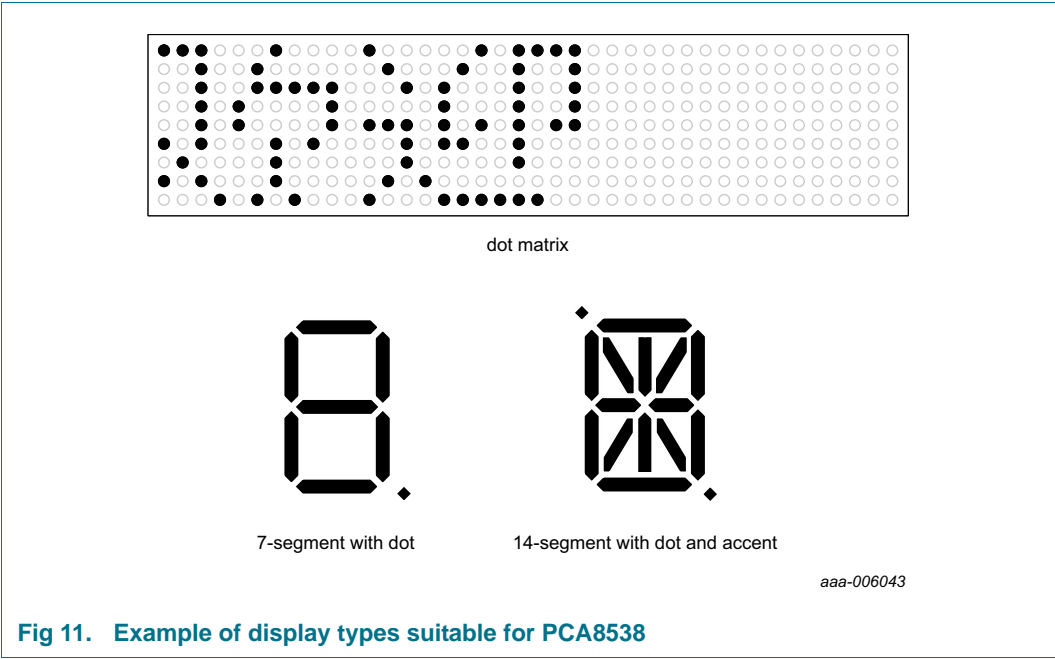 dot matrix
7-segment with dot
14-segment with dot and accent
aaa-006043
Fig 11. Example of display types suitable for PCA8538